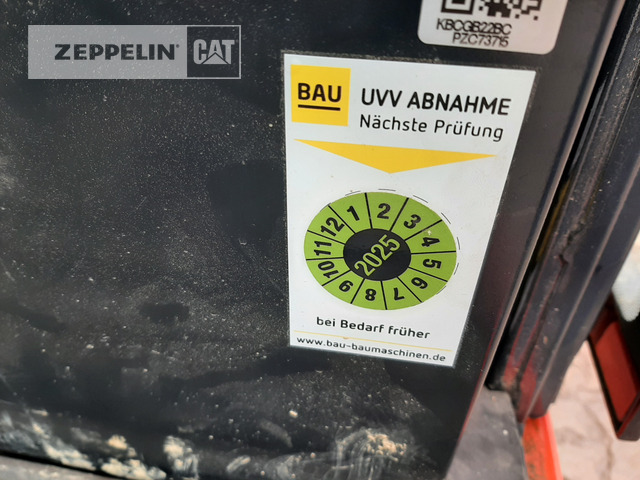 KBCGB22BC
PZC73715
ZEPPELIN CAT
BAU
UVV ABNAHME
Nächste Prüfung
1 2 3 4 5 6 7 8 9 10 11 12
2025
bei Bedarf früher
www.bau-baumaschinen.de